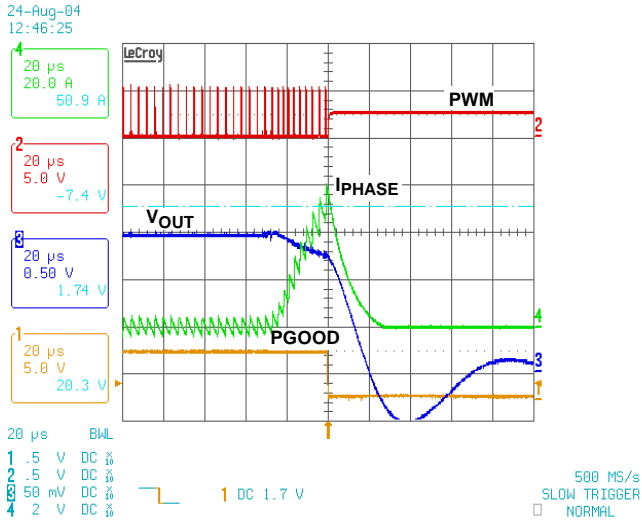 24-Aug-04
12:46:25
4
20 µs
20.0 A
50.9 A
2
20 µs
5.0 V
-7.4 V
3
20 µs
0.50 V
1.74 V
1
20 µs
5.0 V
20.3 V
LeCroy
PWM
2
IPHASE
VOUT
PGOOD
4
3
1
20 µs BWL
1 .5 V DC X10
2 .5 V DC X10
3 50 mV DC X10
4 2 V DC X10
1 DC 1.7 V
500 MS/s
SLOW TRIGGER
NORMAL